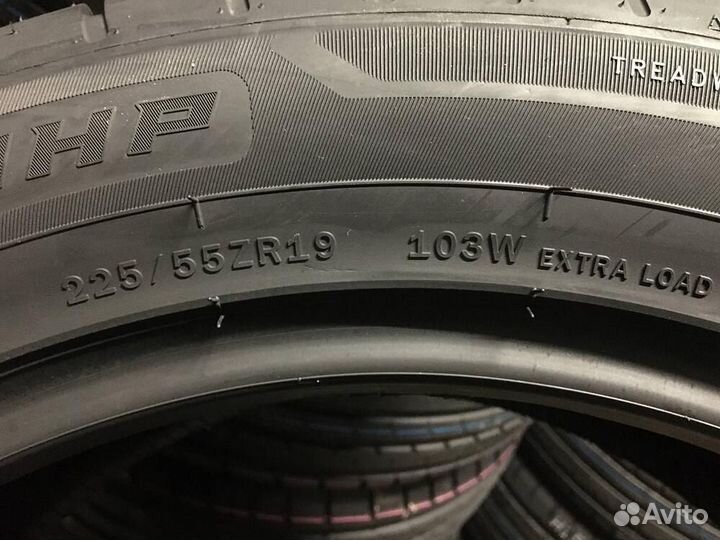 TREADW
HP
225/55ZR19 103W EXTRA LOAD
Avito